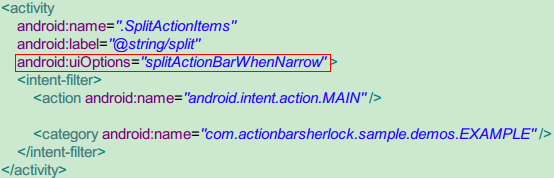 <activity
android:name=".SplitActionItems"
android:label="@string/split"
android:uiOptions="splitActionBarWhenNarrow">
<intent-filter>
<action android:name="android.intent.action.MAIN" />
<category android:name="com.actionbarsherlock.sample.demos.EXAMPLE" />
</intent-filter>
</activity>